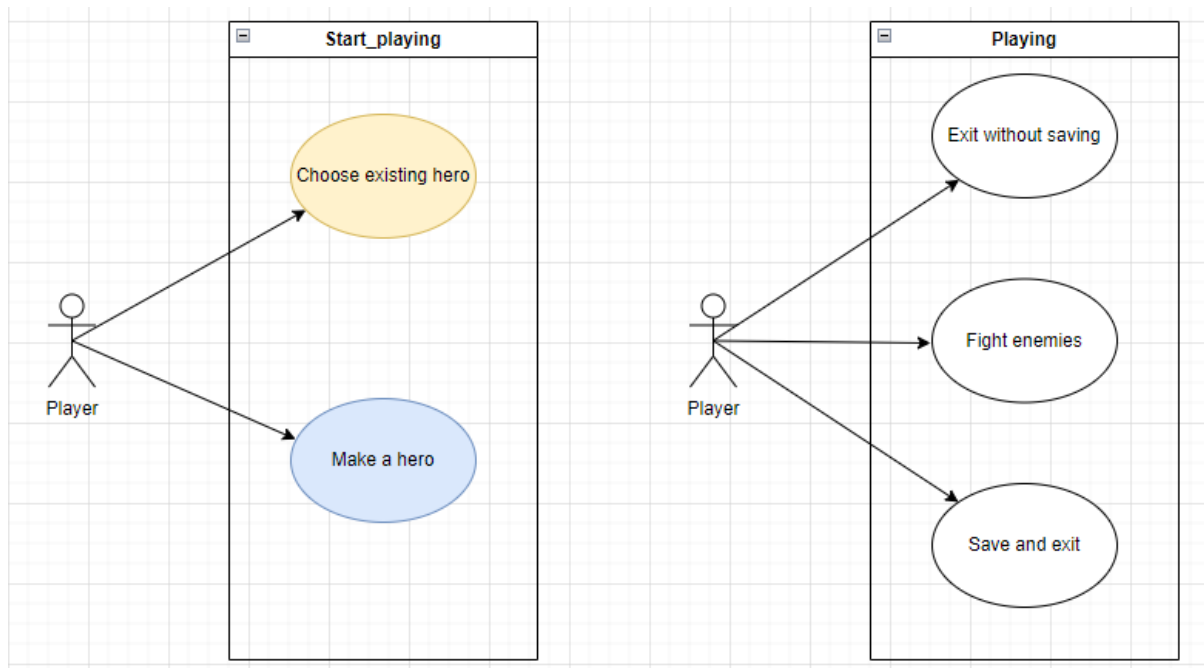 Start_playing
Choose existing hero
Player
Make a hero
Playing
Exit without saving
Fight enemies
Player
Save and exit